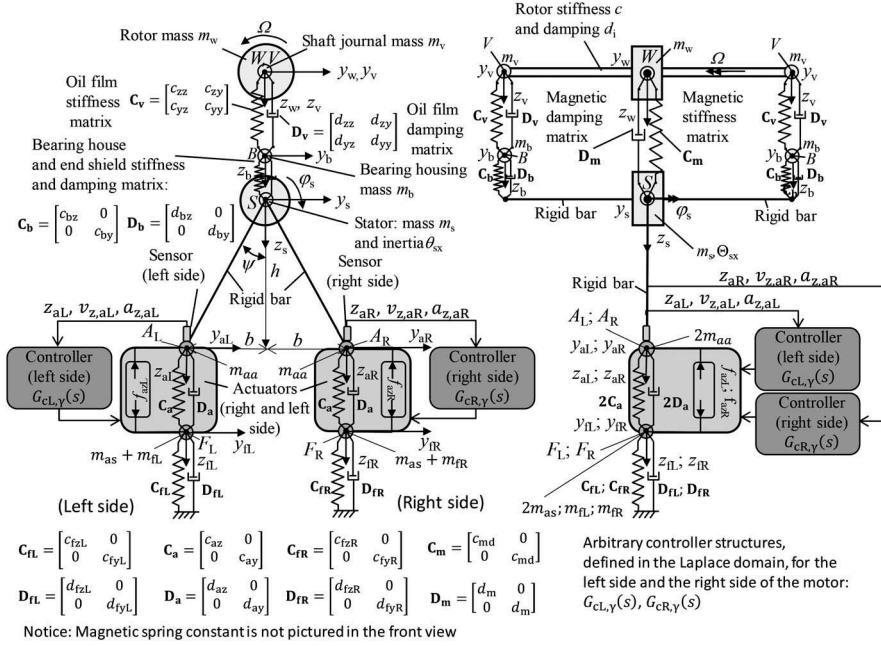 Rotor mass m_w
Ω
Shaft journal mass m_v
W V
y_w, y_v
Oil film
stiffness
matrix
C_v = [c_zz c_zy
c_yz c_yy]
z_w, z_v
D_v = [d_zz d_zy
d_yz d_yy]
Oil film
damping
matrix
Bearing house
and end shield stiffness
and damping matrix:
B
y_b
z_b
Bearing housing
mass m_b
φ_s
S
y_s
C_b = [c_bz 0
0 c_by]
D_b = [d_bz 0
0 d_by]
Stator: mass m_s
and inertia θ_sx
z_s
Sensor
(left side)
ψ
h
Sensor
(right side)
Rigid bar
z_aL, v_z,aL, a_z,aL
z_aR, v_z,aR, a_z,aR
A_L
y_aL
b
b
A_R
y_aR
Controller
(left side)
G_cL,γ(s)
f_azL
m_aa
z_aL
C_a
D_a
Actuators
(right and left
side)
m_aa
z_aR
C_a
D_a
f_azR
Controller
(right side)
G_cR,γ(s)
F_L
y_fL
F_R
y_fR
m_as + m_fL
z_fL
m_as + m_fR
z_fR
C_fL
D_fL
C_fR
D_fR
(Left side)
(Right side)
Rotor stiffness c
and damping d_i
V
m_v
y_v
y_w
W
m_w
Ω
V
m_v
y_v
z_v
C_v
D_v
Magnetic
damping
matrix
D_m
z_w
Magnetic
stiffness
matrix
C_m
z_v
C_v
D_v
y_b
m_b
B
C_b
D_b
z_b
y_b
m_b
B
C_b
D_b
z_b
S
Rigid bar
y_s
φ_s
Rigid bar
z_s
m_s, Θ_sx
Rigid bar
z_aR, v_z,aR, a_z,aR
z_aL, v_z,aL, a_z,aL
A_L; A_R
2m_aa
y_aL; y_aR
z_aL; z_aR
2C_a
2D_a
f_azL; f_azR
Controller
(left side)
G_cL,γ(s)
Controller
(right side)
G_cR,γ(s)
y_fL; y_fR
F_L; F_R
z_fL; z_fR
C_fL; C_fR
D_fL; D_fR
2m_as; m_fL; m_fR
C_fL = [c_fzL 0
0 c_fyL]
C_a = [c_az 0
0 c_ay]
C_fR = [c_fzR 0
0 c_fyR]
C_m = [c_md 0
0 c_md]
D_fL = [d_fzL 0
0 d_fyL]
D_a = [d_az 0
0 d_ay]
D_fR = [d_fzR 0
0 d_fyR]
D_m = [d_m 0
0 d_m]
Arbitrary controller structures,
defined in the Laplace domain, for the
left side and the right side of the motor:
G_cL,γ(s), G_cR,γ(s)
Notice: Magnetic spring constant is not pictured in the front view